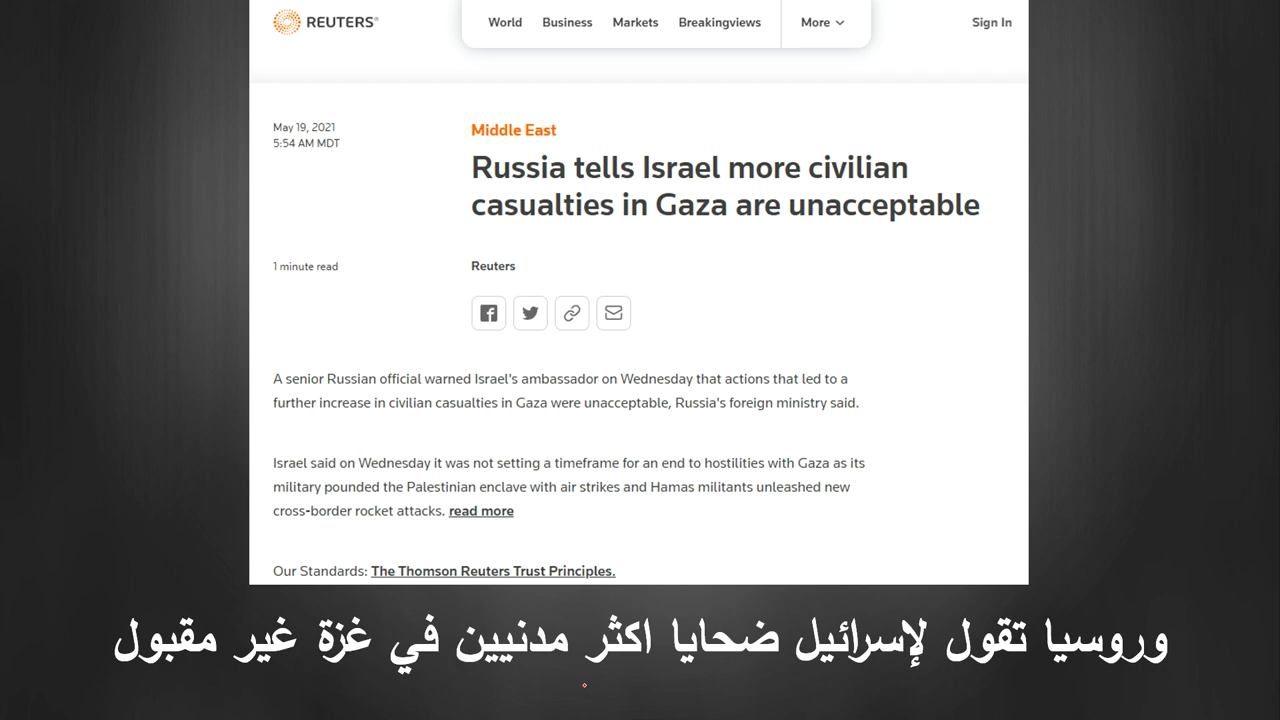 REUTERS®
World Business Markets Breakingviews More
Sign In
May 19, 2021
5:54 AM MDT
Middle East
Russia tells Israel more civilian
casualties in Gaza are unacceptable
1 minute read
Reuters
A senior Russian official warned Israel's ambassador on Wednesday that actions that led to a
further increase in civilian casualties in Gaza were unacceptable, Russia's foreign ministry said.
Israel said on Wednesday it was not setting a timeframe for an end to hostilities with Gaza as its
military pounded the Palestinian enclave with air strikes and Hamas militants unleashed new
cross-border rocket attacks. read more
Our Standards: The Thomson Reuters Trust Principles.
وروسيا تقول لإسرائيل ضحايا اكثر مدنيين في غزة غير مقبول